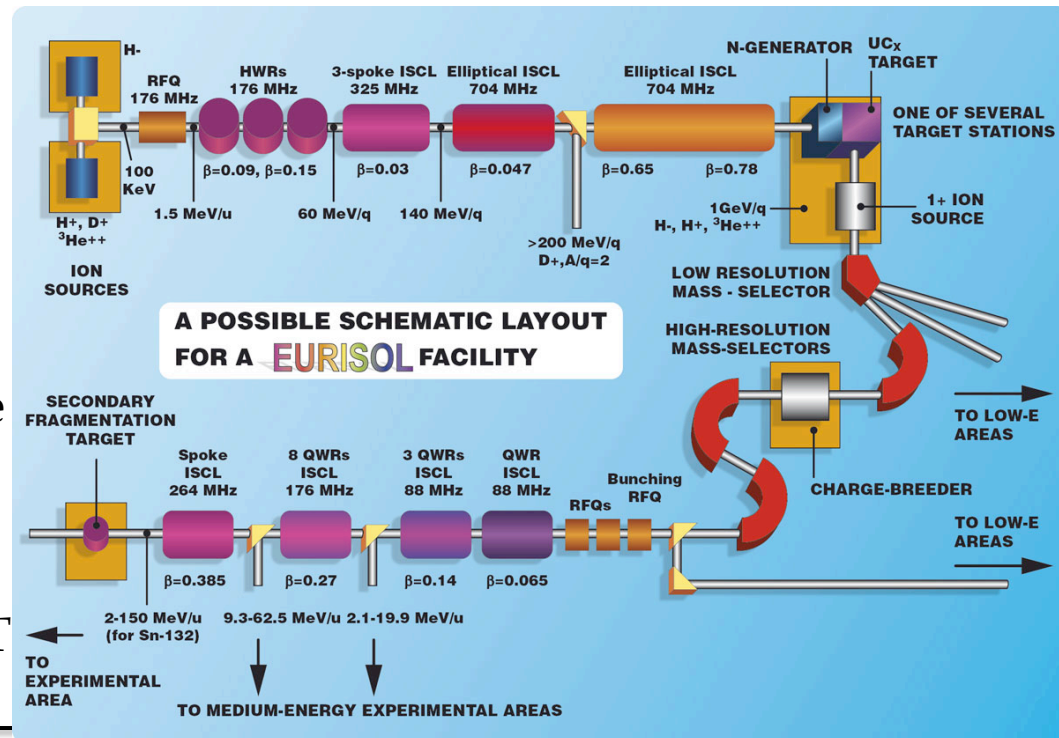 H-
RFQ
176 MHz
HWRs
176 MHz
3-spoke ISCL
325 MHz
Elliptical ISCL
704 MHz
Elliptical ISCL
704 MHz
N-GENERATOR
UCx
TARGET
ONE OF SEVERAL
TARGET STATIONS
100
KeV
β=0.09, β=0.15
β=0.03
β=0.047
β=0.65
β=0.78
1.5 MeV/u
60 MeV/q
140 MeV/q
>200 MeV/q
D+,A/q=2
1GeV/q
H-, H+, ³He++
1+ ION
SOURCE
H+, D+
³He++
ION
SOURCES
LOW RESOLUTION
MASS - SELECTOR
A POSSIBLE SCHEMATIC LAYOUT
FOR A EURISOL FACILITY
HIGH-RESOLUTION
MASS-SELECTORS
TO LOW-E
AREAS
e
SECONDARY
FRAGMENTATION
TARGET
Spoke
ISCL
264 MHz
8 QWRs
ISCL
176 MHz
3 QWRs
ISCL
88 MHz
QWR
ISCL
88 MHz
RFQs
Bunching
RFQ
CHARGE-BREEDER
TO LOW-E
AREAS
β=0.385
β=0.27
β=0.14
β=0.065
2-150 MeV/u
(for Sn-132)
9.3-62.5 MeV/u
2.1-19.9 MeV/u
TO
EXPERIMENTAL
AREA
TO MEDIUM-ENERGY EXPERIMENTAL AREAS